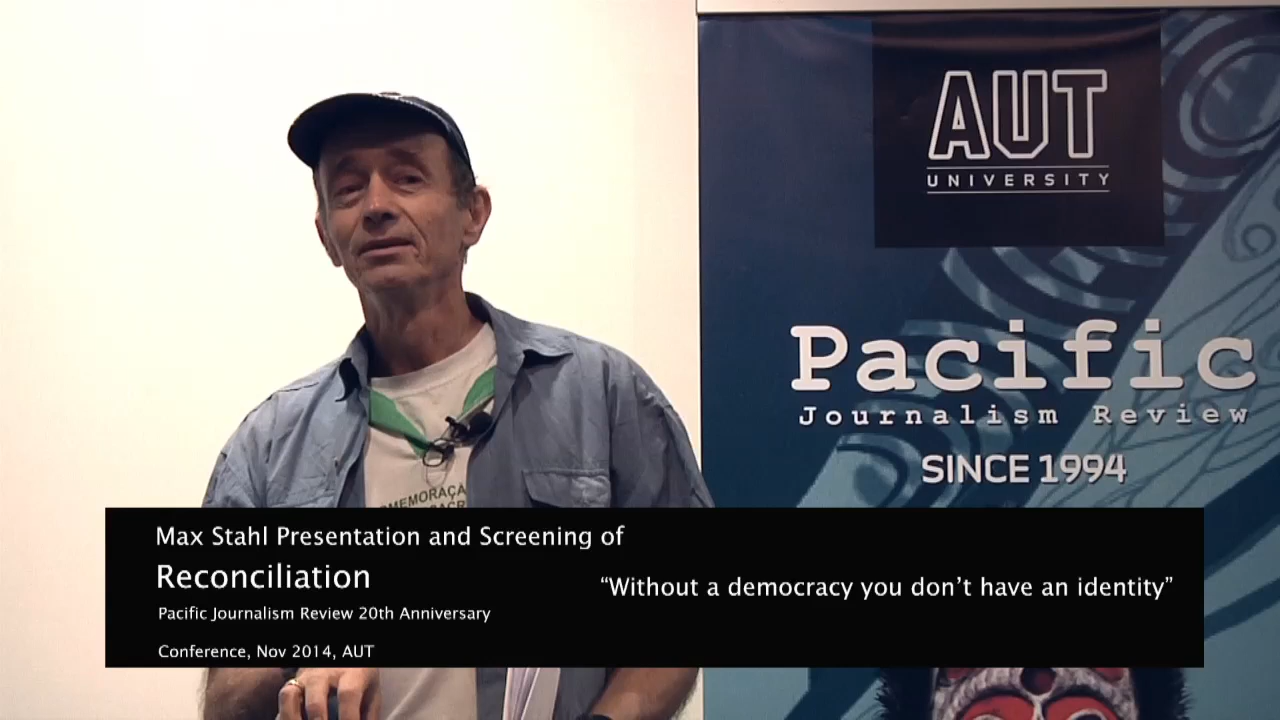 AUT
UNIVERSITY
Pacific
Journalism Review
SINCE 1994
Max Stahl Presentation and Screening of
Reconciliation
“Without a democracy you don’t have an identity”
Pacific Journalism Review 20th Anniversary
Conference, Nov 2014, AUT